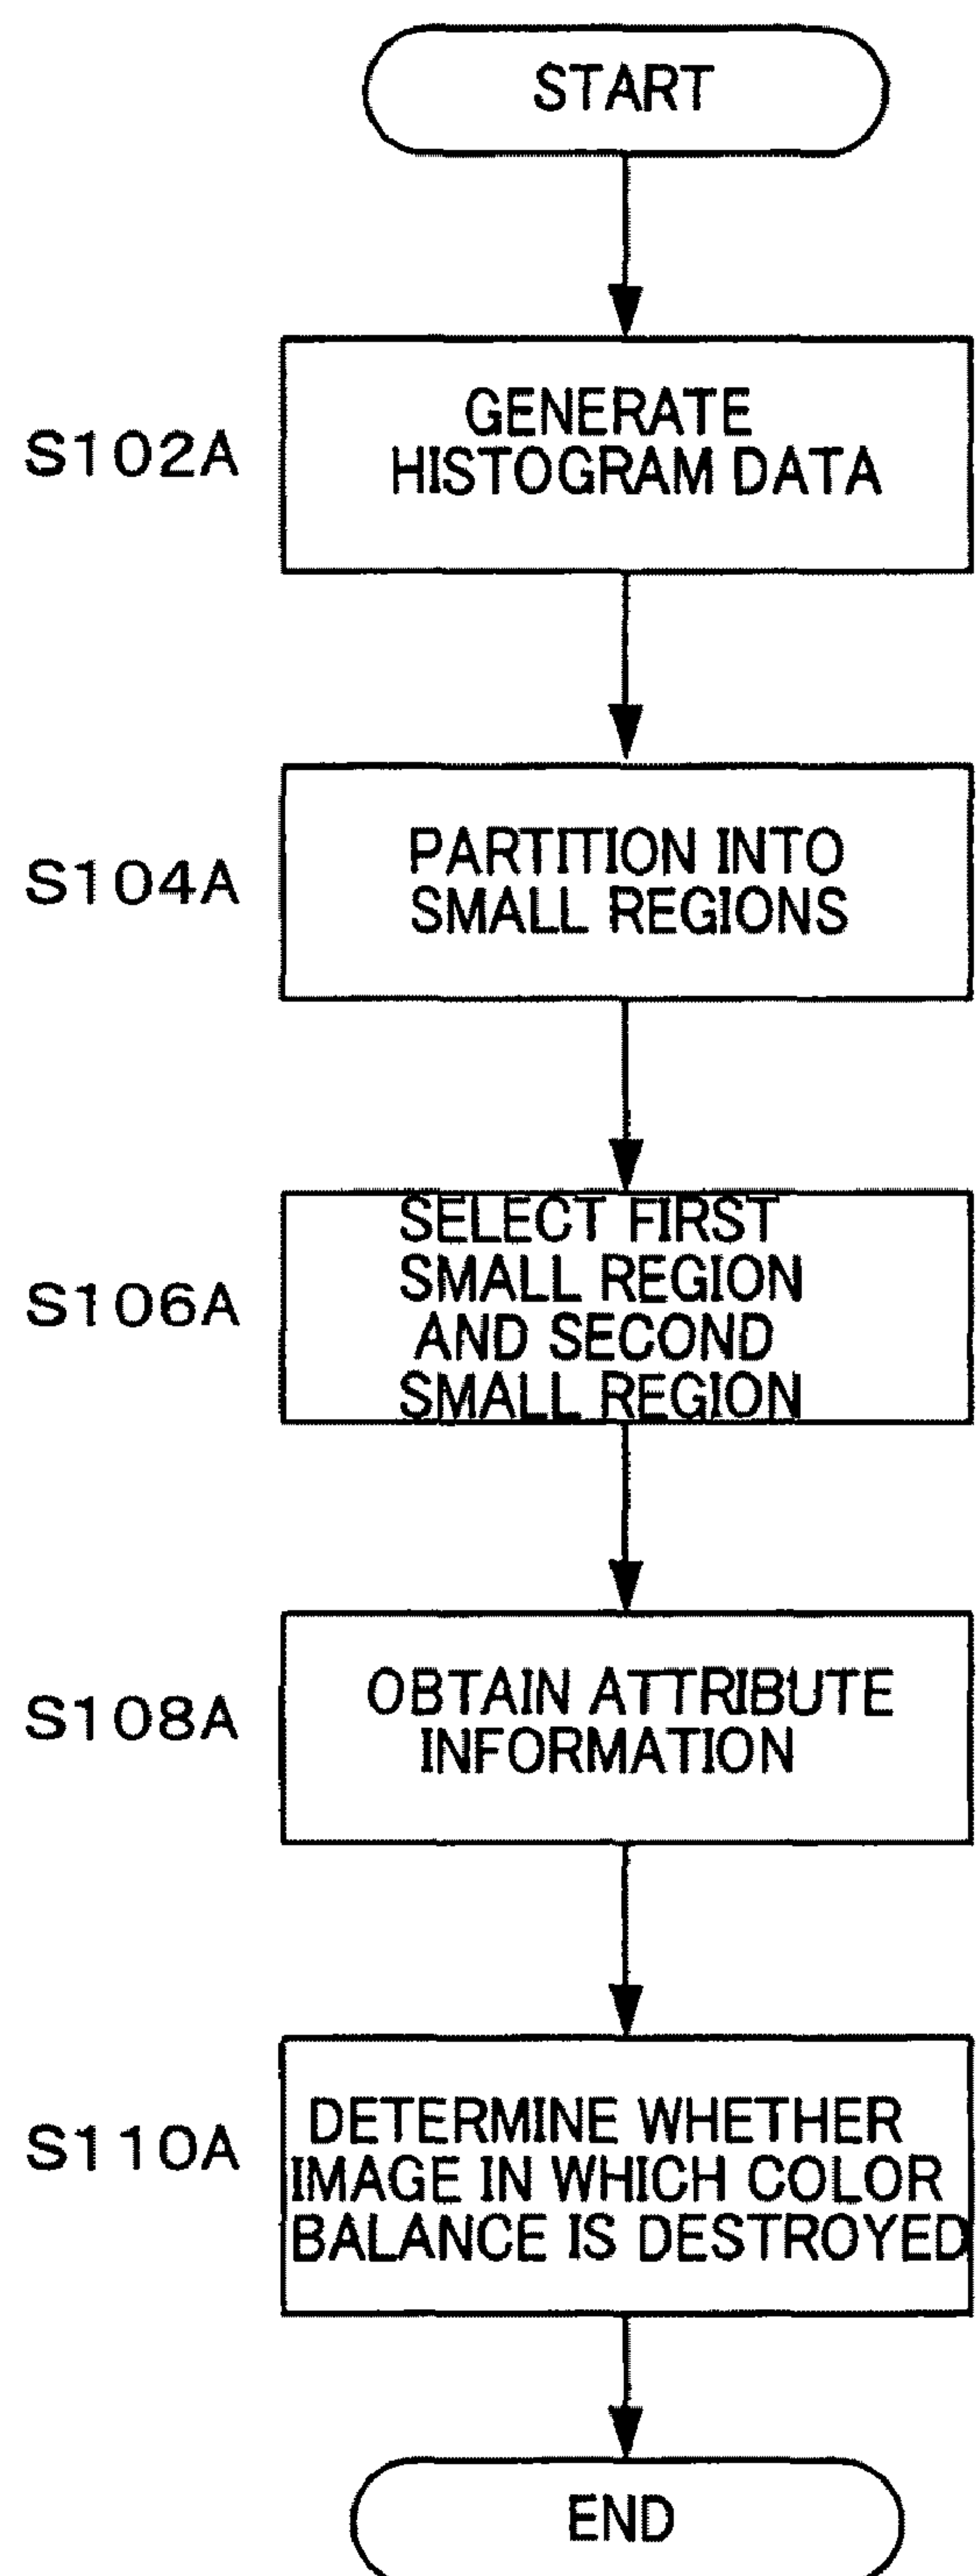 START
S102A
GENERATE
HISTOGRAM DATA
S104A
PARTITION INTO
SMALL REGIONS
S106A
SELECT FIRST
SMALL REGION
AND SECOND
SMALL REGION
S108A
OBTAIN ATTRIBUTE
INFORMATION
S110A
DETERMINE WHETHER
IMAGE IN WHICH COLOR
BALANCE IS DESTROYED
END